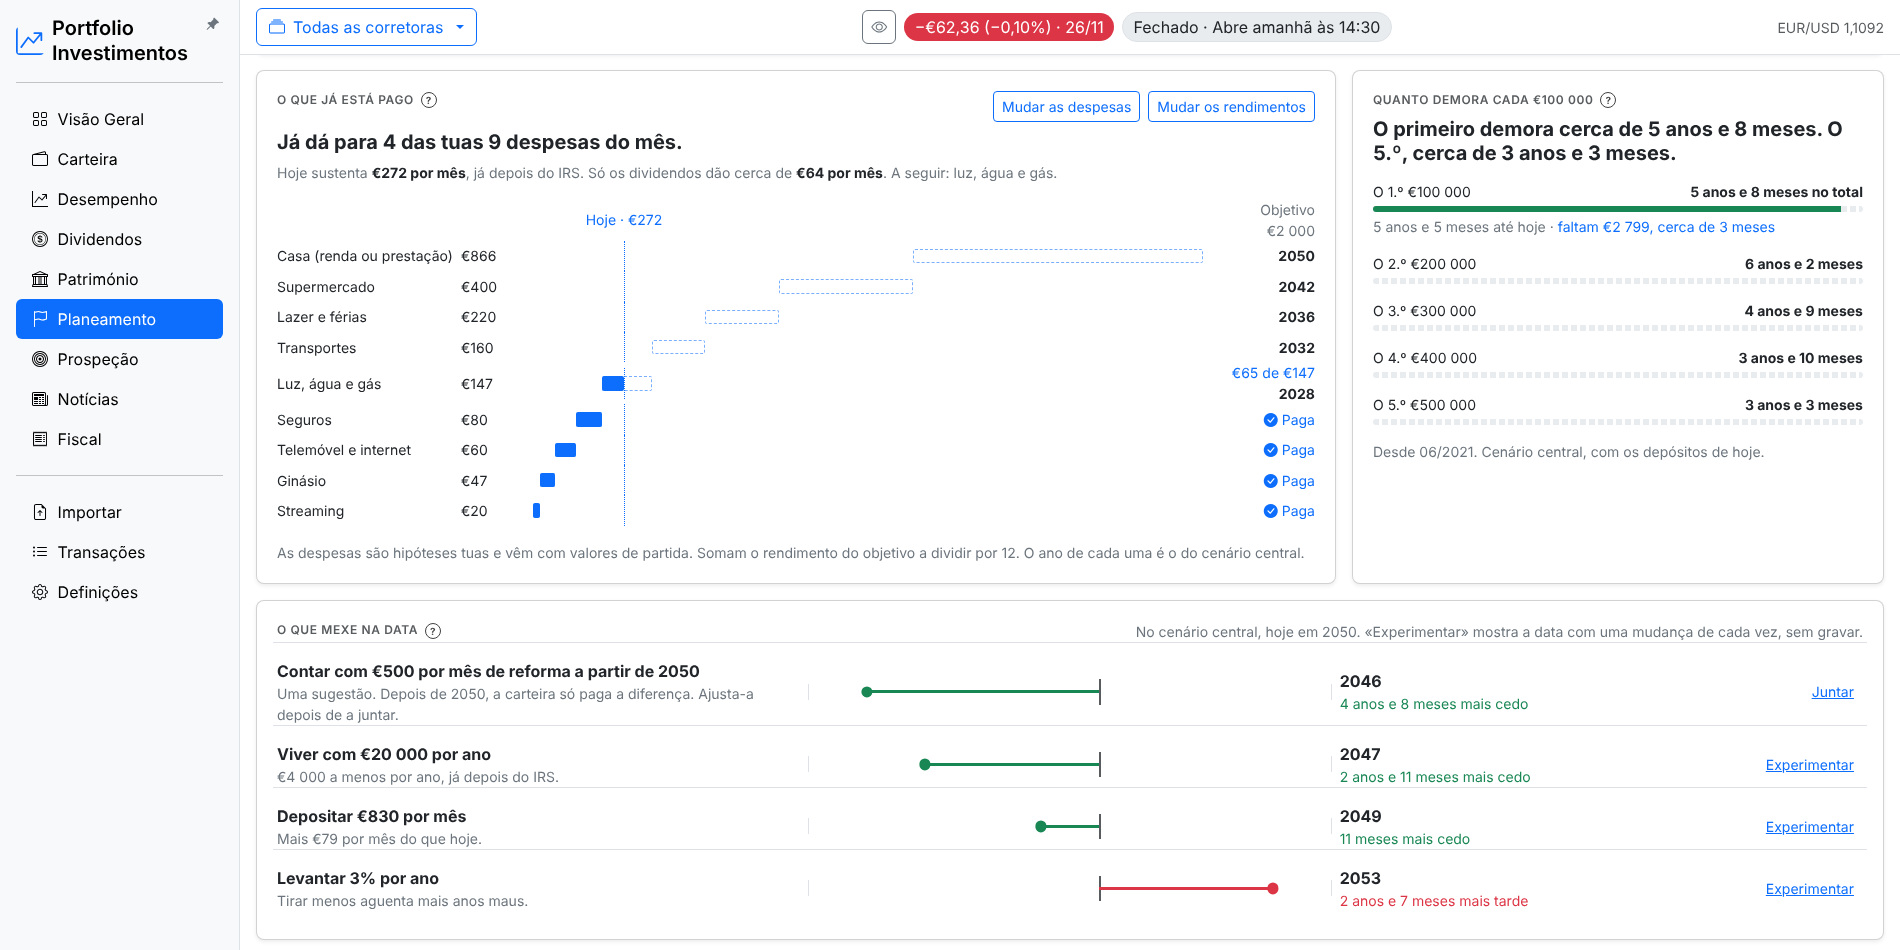 Portfolio
Investimentos
Visão Geral
Carteira
Desempenho
Dividendos
Património
Planeamento
Prospeção
Notícias
Fiscal
Importar
Transações
Definições
Todas as corretoras
−€62,36 (−0,10%) · 26/11
Fechado · Abre amanhã às 14:30
EUR/USD 1,1092
O QUE JÁ ESTÁ PAGO ?
Mudar as despesas
Mudar os rendimentos
Já dá para 4 das tuas 9 despesas do mês.
Hoje sustenta €272 por mês, já depois do IRS. Só os dividendos dão cerca de €64 por mês. A seguir: luz, água e gás.
Hoje · €272
Objetivo
€2 000
Casa (renda ou prestação) €866 2050
Supermercado €400 2042
Lazer e férias €220 2036
Transportes €160 2032
Luz, água e gás €147 €65 de €147
2028
Seguros €80 Paga
Telemóvel e internet €60 Paga
Ginásio €47 Paga
Streaming €20 Paga
As despesas são hipóteses tuas e vêm com valores de partida. Somam o rendimento do objetivo a dividir por 12. O ano de cada uma é o do cenário central.
QUANTO DEMORA CADA €100 000 ?
O primeiro demora cerca de 5 anos e 8 meses. O
5.º, cerca de 3 anos e 3 meses.
O 1.º €100 000 5 anos e 8 meses no total
5 anos e 5 meses até hoje · faltam €2 799, cerca de 3 meses
O 2.º €200 000 6 anos e 2 meses
O 3.º €300 000 4 anos e 9 meses
O 4.º €400 000 3 anos e 10 meses
O 5.º €500 000 3 anos e 3 meses
Desde 06/2021. Cenário central, com os depósitos de hoje.
O QUE MEXE NA DATA ?
No cenário central, hoje em 2050. «Experimentar» mostra a data com uma mudança de cada vez, sem gravar.
Contar com €500 por mês de reforma a partir de 2050
Uma sugestão. Depois de 2050, a carteira só paga a diferença. Ajusta-a
depois de a juntar.
2046
4 anos e 8 meses mais cedo
Juntar
Viver com €20 000 por ano
€4 000 a menos por ano, já depois do IRS.
2047
2 anos e 11 meses mais cedo
Experimentar
Depositar €830 por mês
Mais €79 por mês do que hoje.
2049
11 meses mais cedo
Experimentar
Levantar 3% por ano
Tirar menos aguenta mais anos maus.
2053
2 anos e 7 meses mais tarde
Experimentar